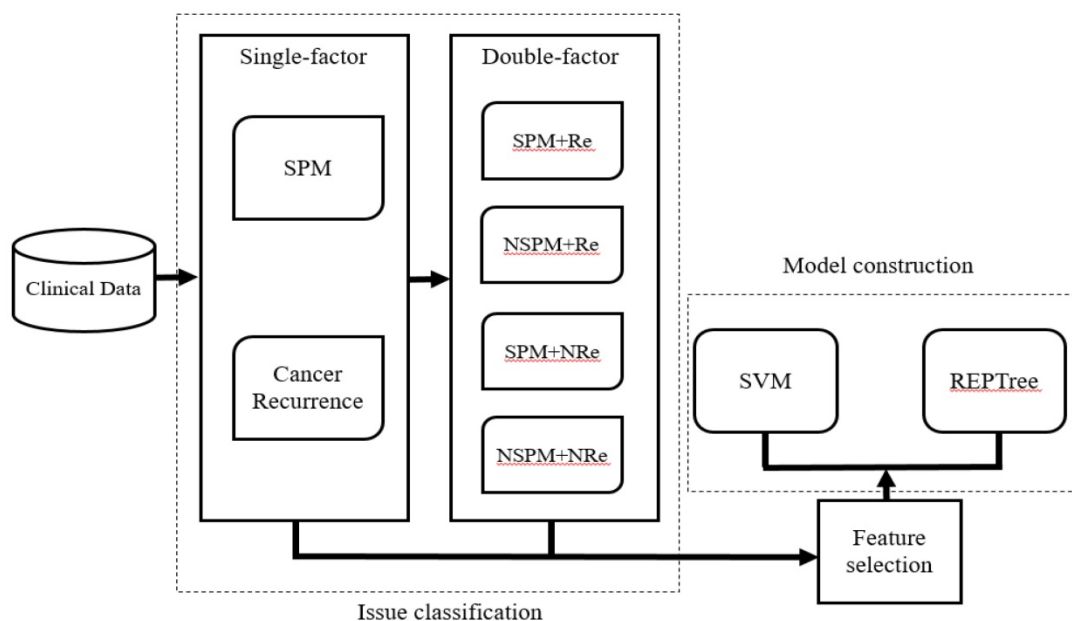 Single-factor
Double-factor
SPM
Cancer
Recurrence
SPM+Re
NSPM+Re
SPM+NRe
NSPM+NRe
Clinical Data
Model construction
SVM
REPTree
Feature
selection
Issue classification